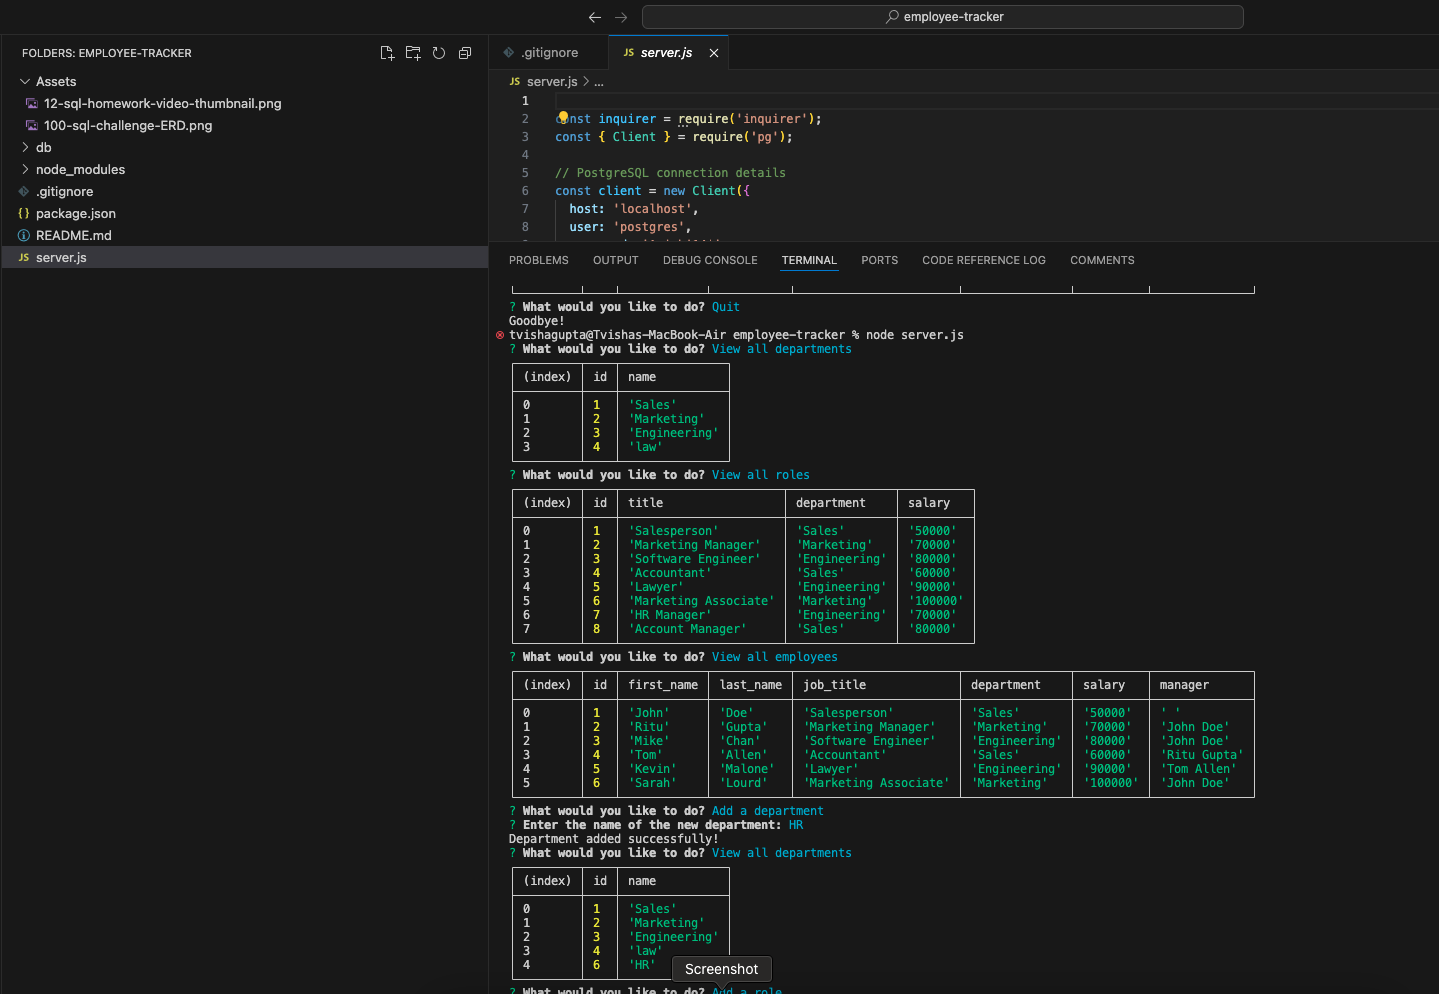 employee-tracker
FOLDERS: EMPLOYEE-TRACKER
Assets
12-sql-homework-video-thumbnail.png
100-sql-challenge-ERD.png
db
node_modules
.gitignore
package.json
README.md
JS server.js
.gitignore
JS server.js
JS server.js > ...
1
2 const inquirer = require('inquirer');
3 const { Client } = require('pg');
4
5 // PostgreSQL connection details
6 const client = new Client({
7 host: 'localhost',
8 user: 'postgres',
PROBLEMS OUTPUT DEBUG CONSOLE TERMINAL PORTS CODE REFERENCE LOG COMMENTS
? What would you like to do? Quit
Goodbye!
tvishagupta@Tvishas-MacBook-Air employee-tracker % node server.js
? What would you like to do? View all departments
(index) id name
0 1 'Sales'
1 2 'Marketing'
2 3 'Engineering'
3 4 'law'
? What would you like to do? View all roles
(index) id title department salary
0 1 'Salesperson' 'Sales' '50000'
1 2 'Marketing Manager' 'Marketing' '70000'
2 3 'Software Engineer' 'Engineering' '80000'
3 4 'Accountant' 'Sales' '60000'
4 5 'Lawyer' 'Engineering' '90000'
5 6 'Marketing Associate' 'Marketing' '100000'
6 7 'HR Manager' 'Engineering' '70000'
7 8 'Account Manager' 'Sales' '80000'
? What would you like to do? View all employees
(index) id first_name last_name job_title department salary manager
0 1 'John' 'Doe' 'Salesperson' 'Sales' '50000' ' '
1 2 'Ritu' 'Gupta' 'Marketing Manager' 'Marketing' '70000' 'John Doe'
2 3 'Mike' 'Chan' 'Software Engineer' 'Engineering' '80000' 'John Doe'
3 4 'Tom' 'Allen' 'Accountant' 'Sales' '60000' 'Ritu Gupta'
4 5 'Kevin' 'Malone' 'Lawyer' 'Engineering' '90000' 'Tom Allen'
5 6 'Sarah' 'Lourd' 'Marketing Associate' 'Marketing' '100000' 'John Doe'
? What would you like to do? Add a department
? Enter the name of the new department: HR
Department added successfully!
? What would you like to do? View all departments
(index) id name
0 1 'Sales'
1 2 'Marketing'
2 3 'Engineering'
3 4 'law'
4 6 'HR'
Screenshot
? What would you like to do? Add a role